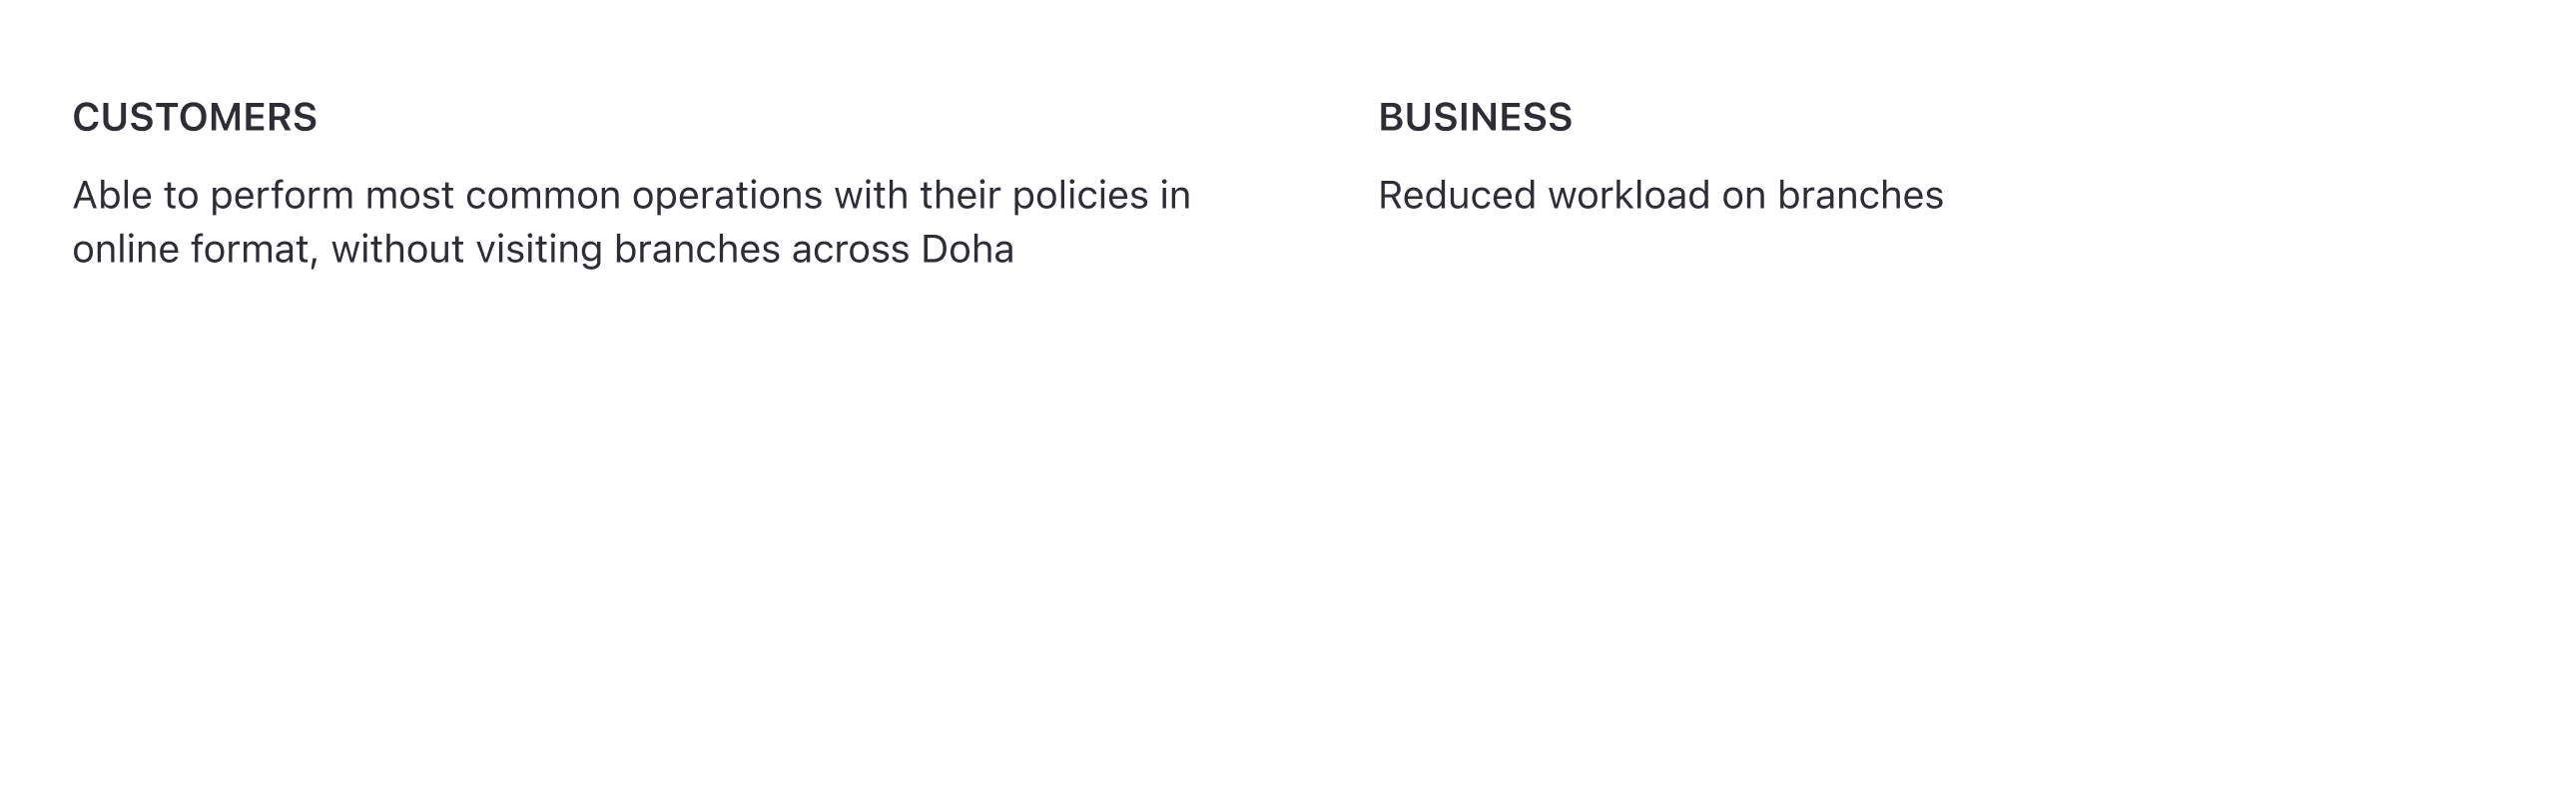 CUSTOMERS
Able to perform most common operations with their policies in
online format, without visiting branches across Doha
BUSINESS
Reduced workload on branches